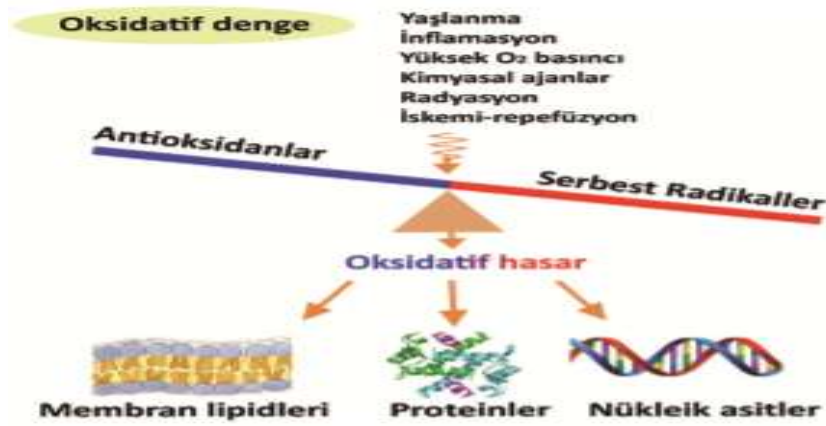 Oksidatif denge
Yaşlanma
İnflamasyon
Yüksek O₂ basıncı
Kimyasal ajanlar
Radyasyon
İskemi-repefüzyon
Antioksidanlar
Serbest Radikaller
Oksidatif hasar
Membran lipidleri
Proteinler
Nükleik asitler